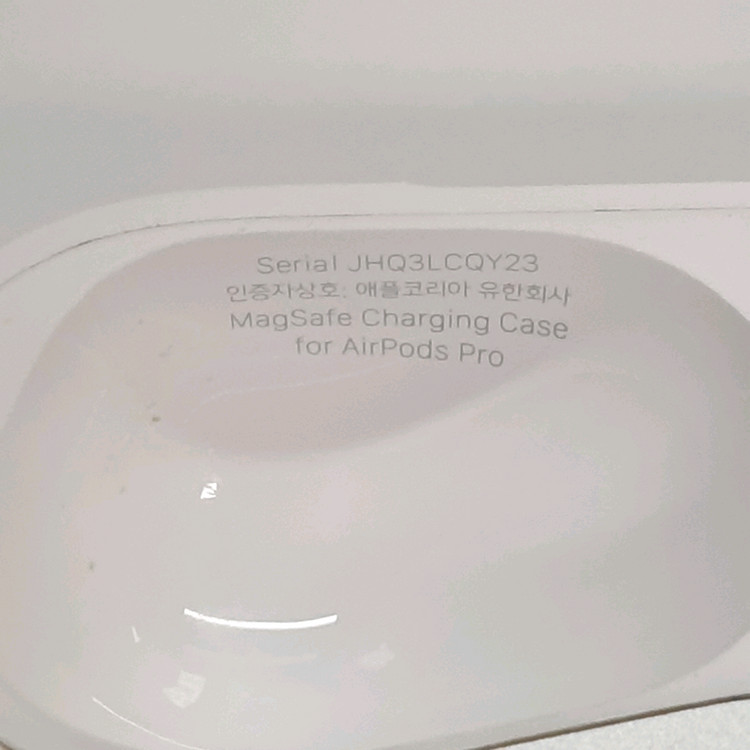 Serial JHQ3LCQY23
인증자상호: 애플코리아 유한회사
MagSafe Charging Case
for AirPods Pro